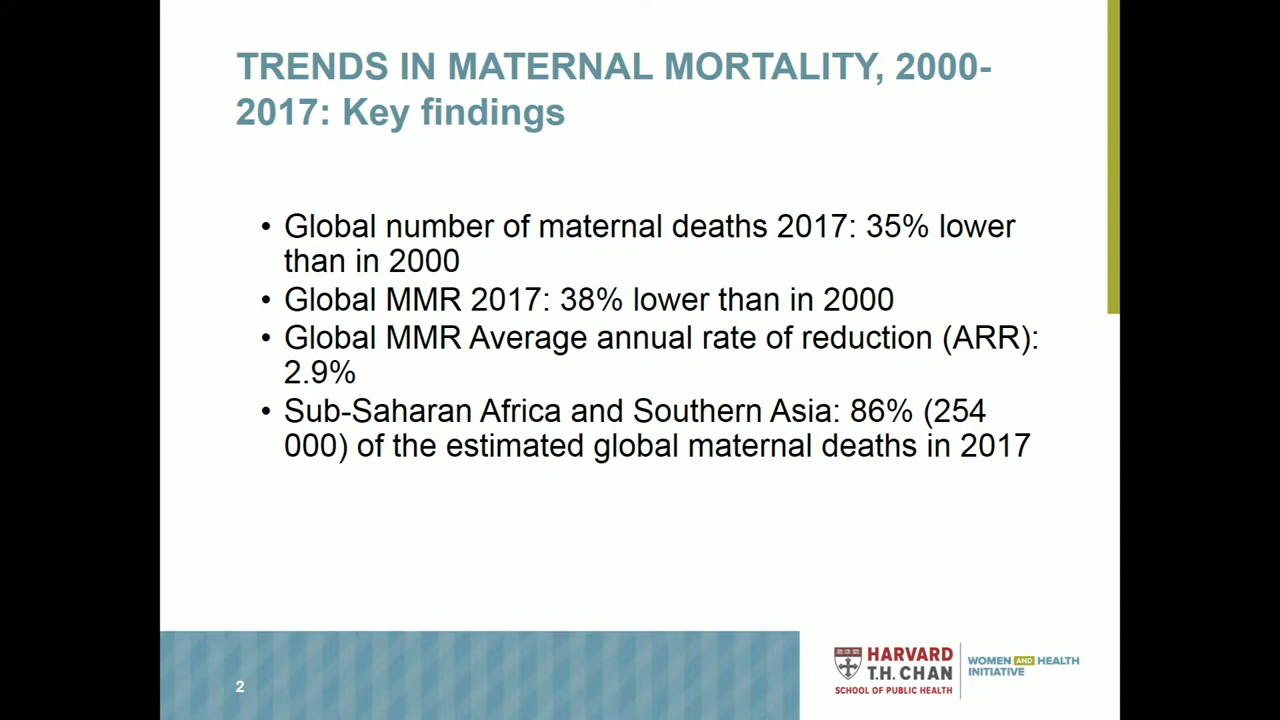 TRENDS IN MATERNAL MORTALITY, 2000-
2017: Key findings
• Global number of maternal deaths 2017: 35% lower
than in 2000
• Global MMR 2017: 38% lower than in 2000
• Global MMR Average annual rate of reduction (ARR):
2.9%
• Sub-Saharan Africa and Southern Asia: 86% (254
000) of the estimated global maternal deaths in 2017
2
HARVARD
T.H. CHAN
SCHOOL OF PUBLIC HEALTH
WOMEN AND HEALTH
INITIATIVE